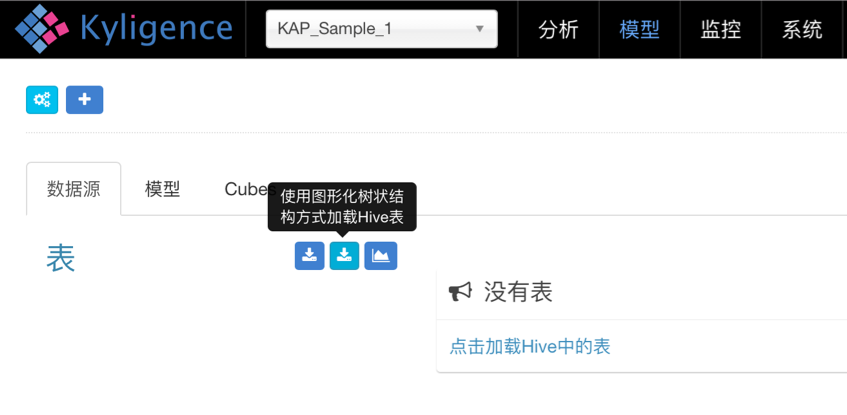 Kyligence
KAP_Sample_1
分析
模型
监控
系统
数据源
模型
Cubes
使用图形化树状结
构方式加载Hive表
表
没有表
点击加载Hive中的表